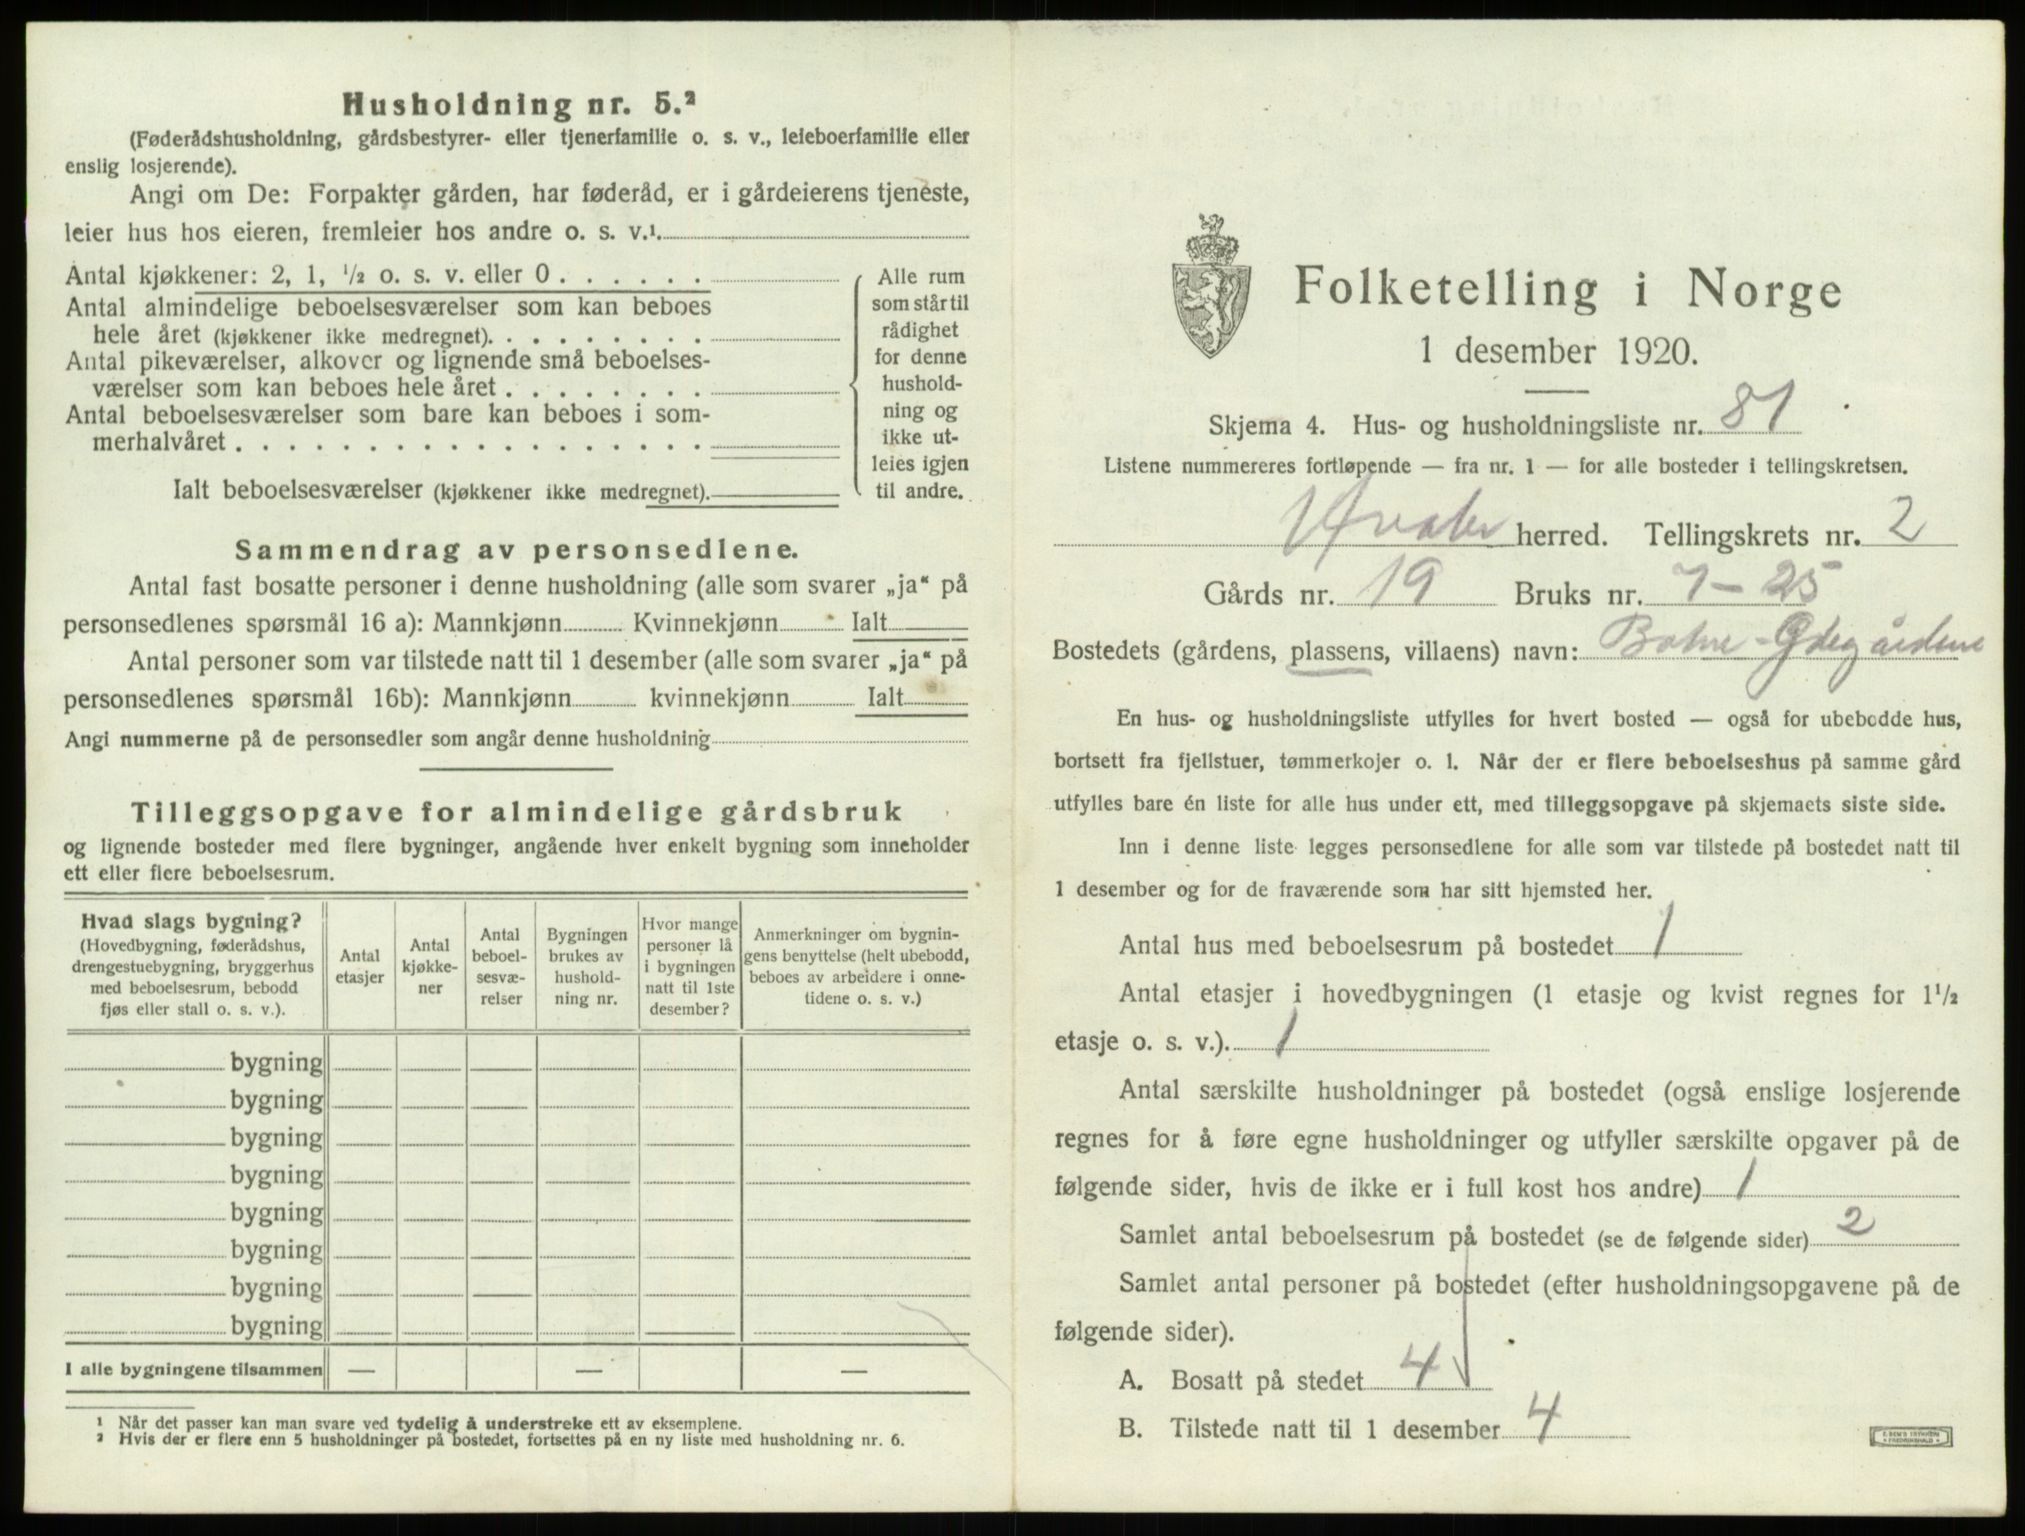 Husholdning nr. 5.²
(Føderådshusholdning, gårdsbestyrer- eller tjenerfamilie o. s. v., leieboerfamilie eller
enslig losjerende).
Angi om De: Forpakter gården, har føderåd, er i gårdeierens tjeneste,
leier hus hos eieren, fremleier hos andre o. s. v.¹
Antal kjøkkener: 2, 1, ½ o. s. v. eller 0 . . . . . .
Antal almindelige beboelsesværelser som kan beboes
hele året (kjøkkener ikke medregnet). . . . . . . . .
Antal pikeværelser, alkover og lignende små beboelses-
værelser som kan beboes hele året . . . . . . . .
Antal beboelsesværelser som bare kan beboes i som-
merhalvåret . . . . . . . . . . . . . . . . . .
Ialt beboelsesværelser (kjøkkener ikke medregnet).
Alle rum
som står til
rådighet
for denne
hushold-
ning og
ikke ut-
leies igjen
til andre.
Sammendrag av personsedlene.
Antal fast bosatte personer i denne husholdning (alle som svarer „ja“ på
personsedlenes spørsmål 16 a): Mannkjønn Kvinnekjønn Ialt
Antal personer som var tilstede natt til 1 desember (alle som svarer „ja“ på
personsedlenes spørsmål 16b): Mannkjønn kvinnekjønn Ialt
Angi nummerne på de personsedler som angår denne husholdning
Tilleggsopgave for almindelige gårdsbruk
og lignende bosteder med flere bygninger, angående hver enkelt bygning som inneholder
ett eller flere beboelsesrum.
Hvad slags bygning?
(Hovedbygning, føderådshus,
drengestuebygning, bryggerhus
med beboelsesrum, bebodd
fjøs eller stall o. s. v.).
Antal
etasjer
Antal
kjøkke-
ner
Antal
beboel-
sesvæ-
relser
Bygningen
brukes av
hushold-
ning nr.
Hvor mange
personer lå
i bygningen
natt til 1ste
desember?
Anmerkninger om bygnin-
gens benyttelse (helt ubebodd,
beboes av arbeidere i onne-
tidene o. s. v.)
bygning
bygning
bygning
bygning
bygning
bygning
bygning
bygning
I alle bygningene tilsammen — — —
¹ Når det passer kan man svare ved tydelig å understreke ett av eksemplene.
² Hvis der er flere enn 5 husholdninger på bostedet, fortsettes på en ny liste med husholdning nr. 6.
Folketelling i Norge
1 desember 1920.
Skjema 4. Hus- og husholdningsliste nr. 81
Listene nummereres fortløpende — fra nr. 1 — for alle bosteder i tellingskretsen.
Hvaler herred. Tellingskrets nr. 2
Gårds nr. 19 Bruks nr. 7-25
Bostedets (gårdens, plassens, villaens) navn: Botne-Ødegårdene
En hus- og husholdningsliste utfylles for hvert bosted — også for ubebodde hus,
bortsett fra fjellstuer, tømmerkojer o. l. Når der er flere beboelseshus på samme gård
utfylles bare én liste for alle hus under ett, med tilleggsopgave på skjemaets siste side.
Inn i denne liste legges personsedlene for alle som var tilstede på bostedet natt til
1 desember og for de fraværende som har sitt hjemsted her.
Antal hus med beboelsesrum på bostedet 1
Antal etasjer i hovedbygningen (1 etasje og kvist regnes for 1½
etasje o. s. v.). 1
Antal særskilte husholdninger på bostedet (også enslige losjerende
regnes for å føre egne husholdninger og utfyller særskilte opgaver på de
følgende sider, hvis de ikke er i full kost hos andre) 1
Samlet antal beboelsesrum på bostedet (se de følgende sider) 2
Samlet antal personer på bostedet (efter husholdningsopgavene på de
følgende sider).
A. Bosatt på stedet 4
B. Tilstede natt til 1 desember 4